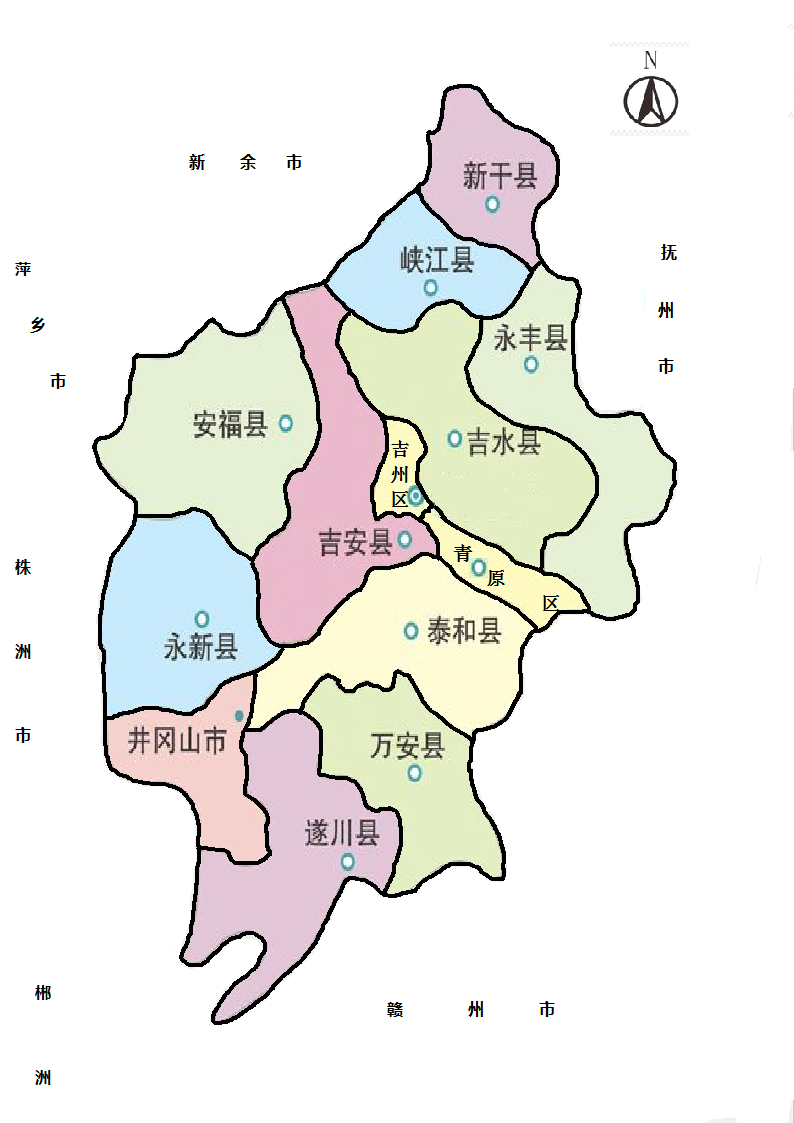 N
新余市
新干县
抚州市
峡江县
萍乡市
永丰县
安福县
吉水县
吉州区
吉安县
青原区
株洲市
泰和县
永新县
井冈山市
万安县
遂川县
郴洲
赣州市